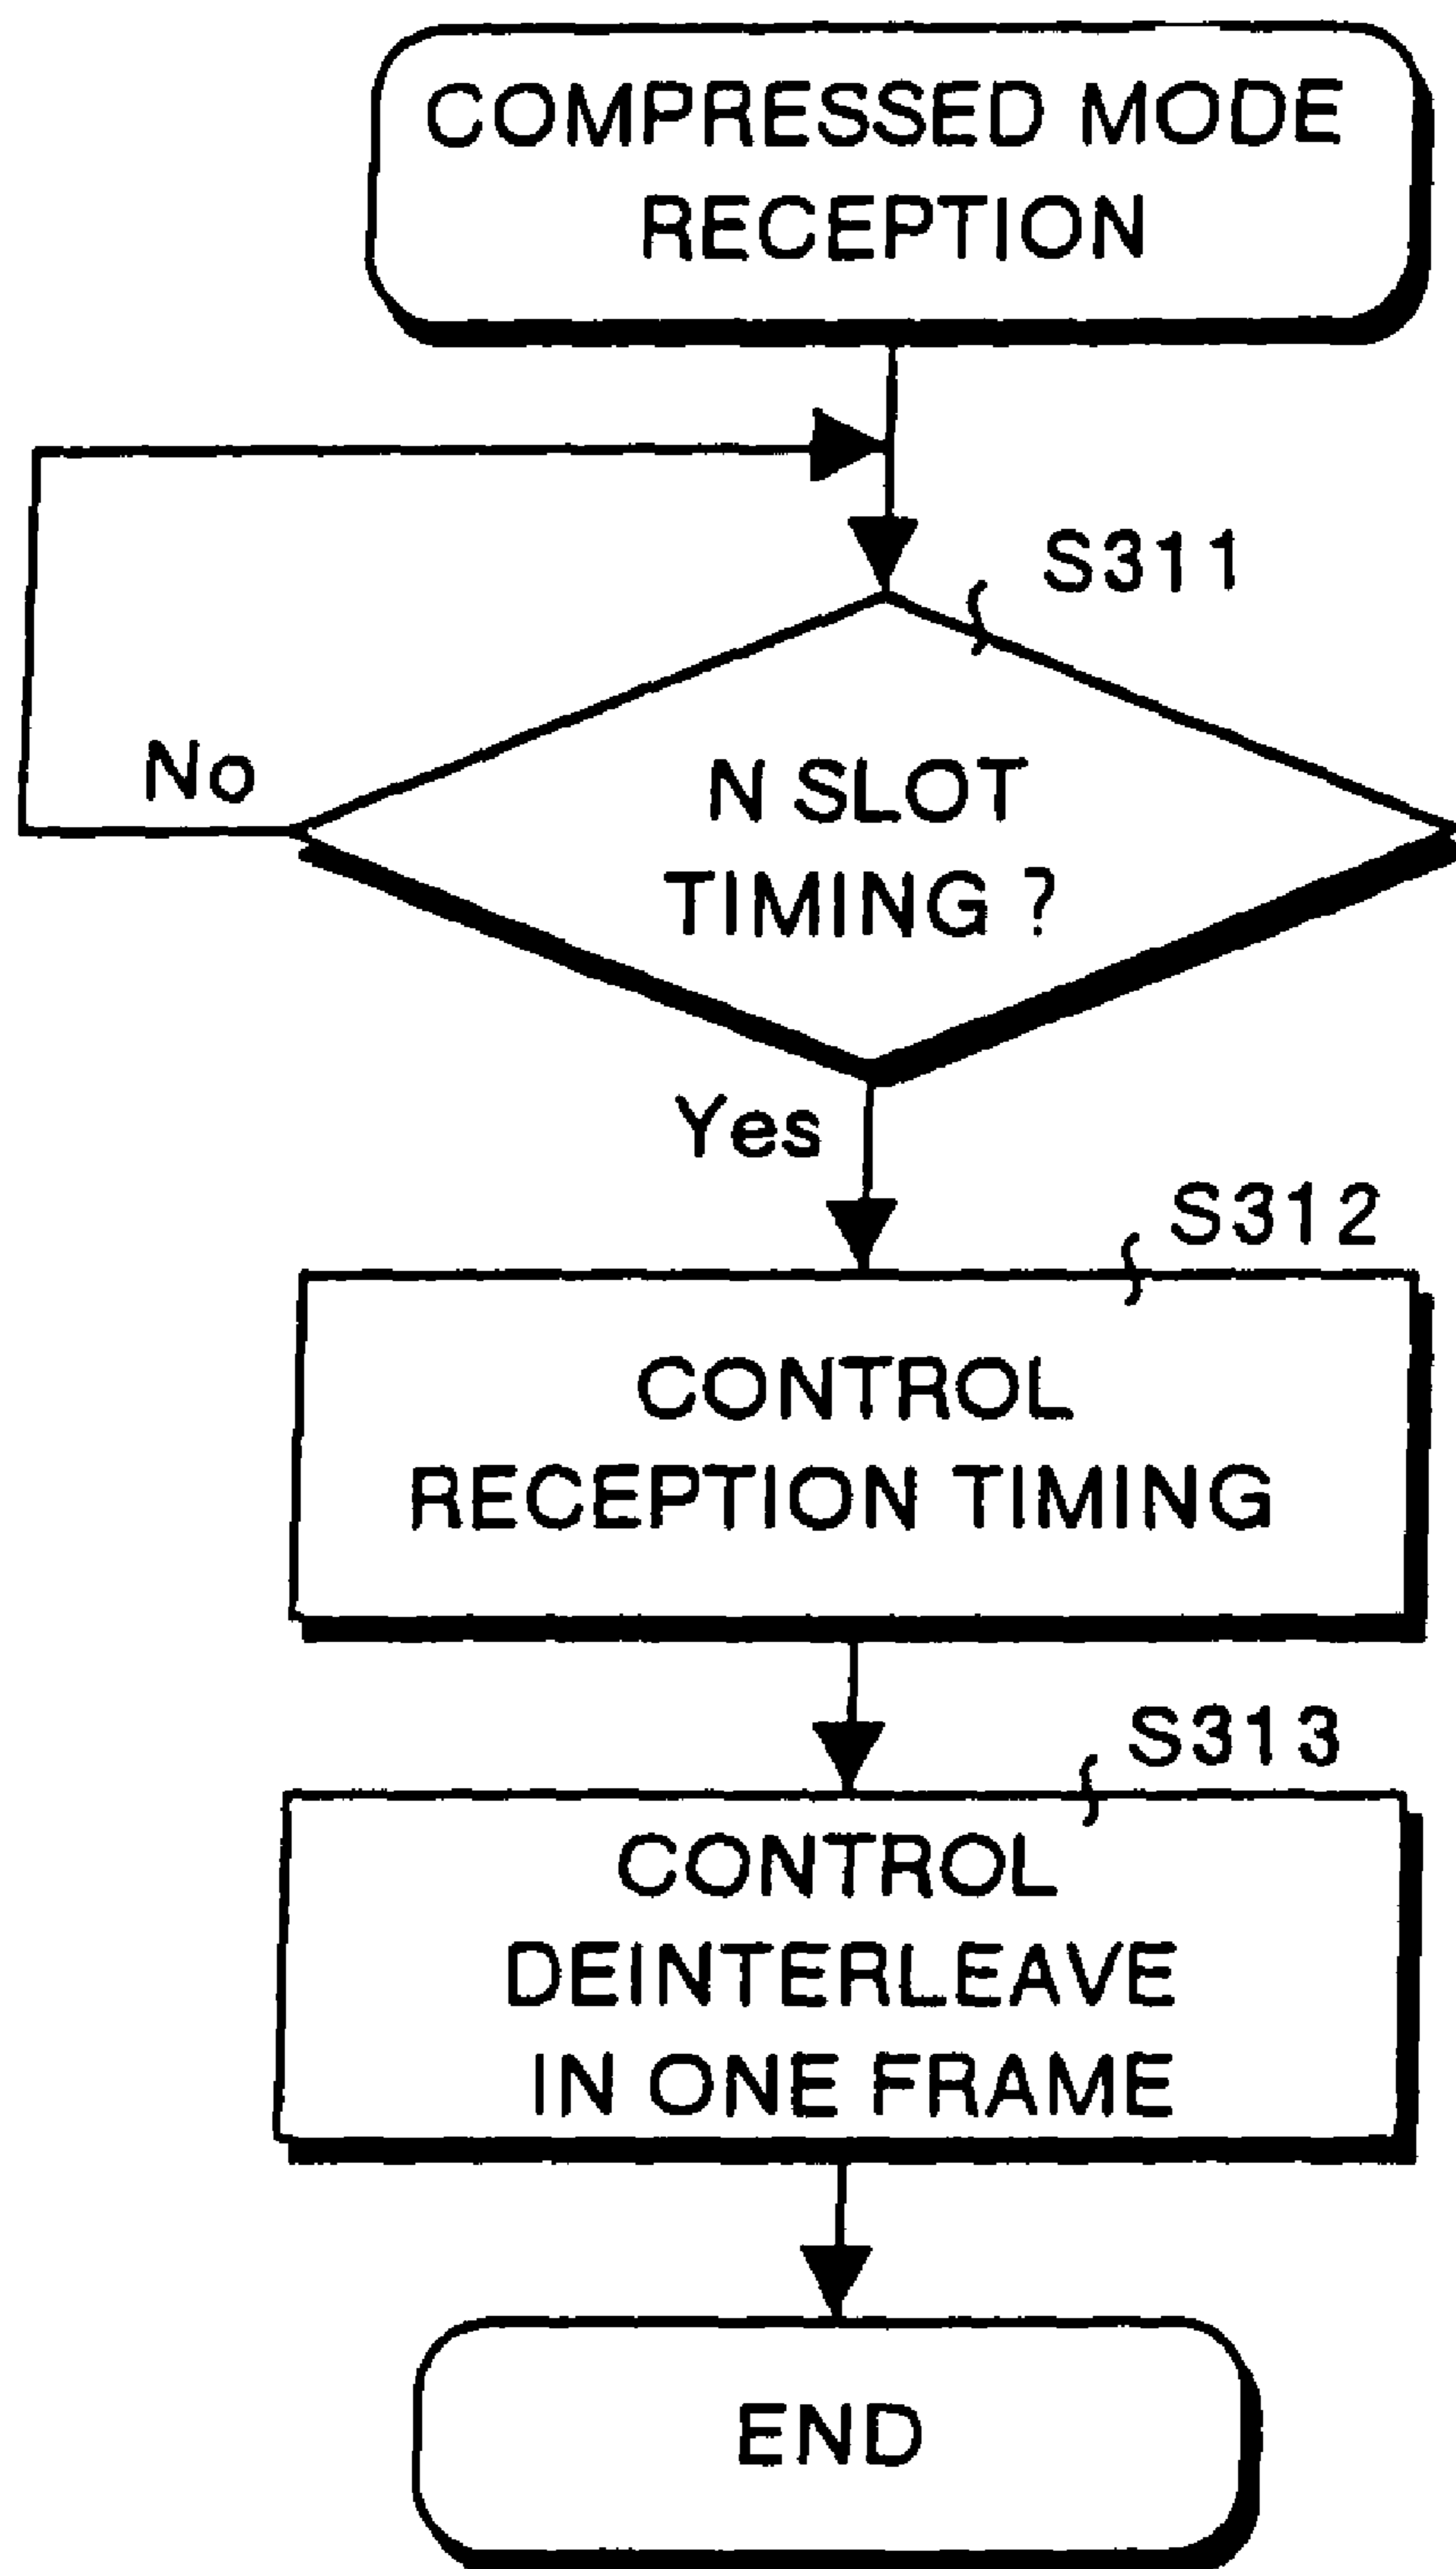 COMPRESSED MODE
RECEPTION
S311
No
N SLOT
TIMING ?
Yes
S312
CONTROL
RECEPTION TIMING
S313
CONTROL
DEINTERLEAVE
IN ONE FRAME
END